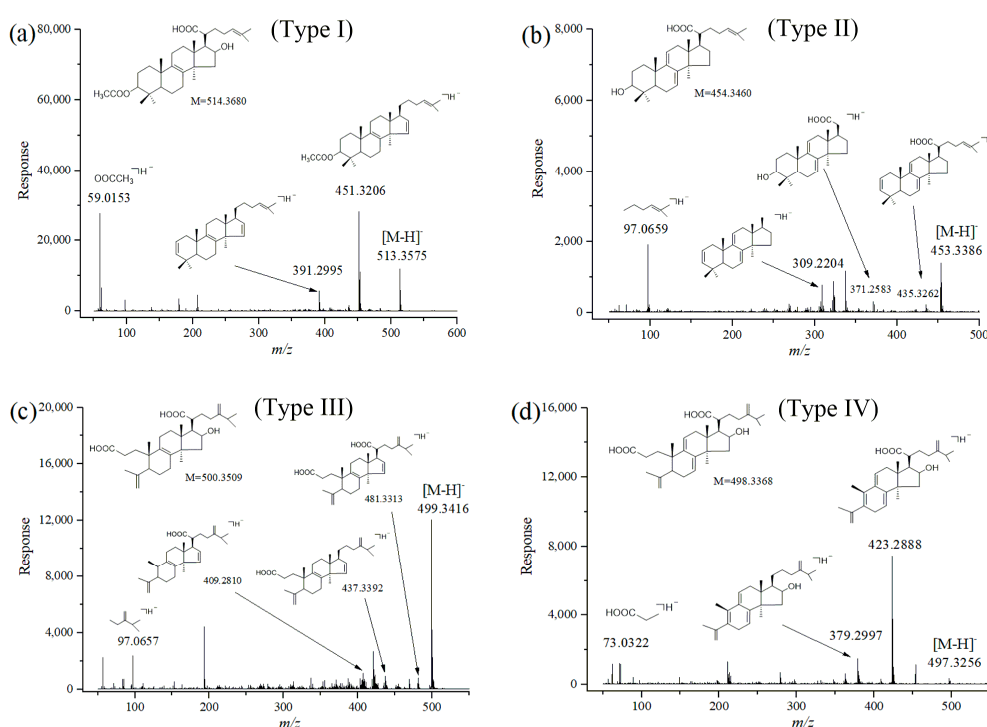 (a)
(Type I)
80,000
60,000
40,000
20,000
0
Response
100
200
300
400
500
600
m/z
HOOC
OH
H3CCOO
M=514.3680
H3CCOO
]H-
451.3206
OOCCH3]H-
59.0153
]H-
391.2995
[M-H]-
513.3575
(b)
(Type II)
8,000
6,000
4,000
2,000
0
Response
100
200
300
400
500
m/z
HOOC
HO
M=454.3460
HOOC
]H-
HO
HOOC
]H-
]H-
97.0659
]H-
309.2204
371.2583
435.3262
[M-H]-
453.3386
(c)
(Type III)
20,000
16,000
12,000
8,000
4,000
0
Response
100
200
300
400
500
m/z
HOOC
OH
HOOC
M=500.3509
HOOC
]H-
HOOC
481.3313
[M-H]-
499.3416
HOOC
]H-
409.2810
]H-
HOOC
437.3392
]H-
97.0657
(d)
(Type IV)
16,000
12,000
8,000
4,000
0
Response
100
200
300
400
500
m/z
HOOC
OH
HOOC
M=498.3368
]H-
HOOC
OH
423.2888
]H-
OH
379.2997
HOOC
]H-
73.0322
[M-H]-
497.3256